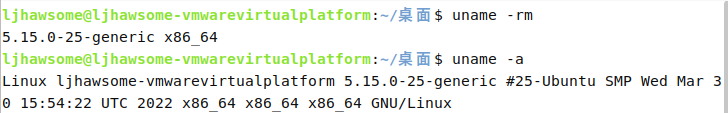 ljhawsome@ljhawsome-vmwarevirtualplatform:~/桌面$ uname -rm
5.15.0-25-generic x86_64
ljhawsome@ljhawsome-vmwarevirtualplatform:~/桌面$ uname -a
Linux ljhawsome-vmwarevirtualplatform 5.15.0-25-generic #25-Ubuntu SMP Wed Mar 3
0 15:54:22 UTC 2022 x86_64 x86_64 x86_64 GNU/Linux